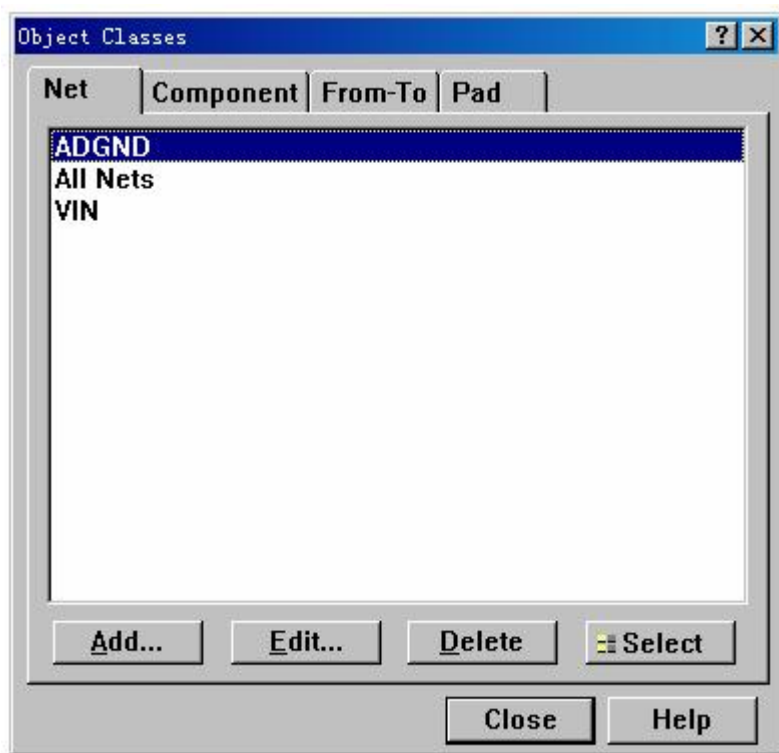 Object Classes ? X
Net Component From-To Pad
ADGND
All Nets
VIN
Add... Edit... Delete Select
Close Help